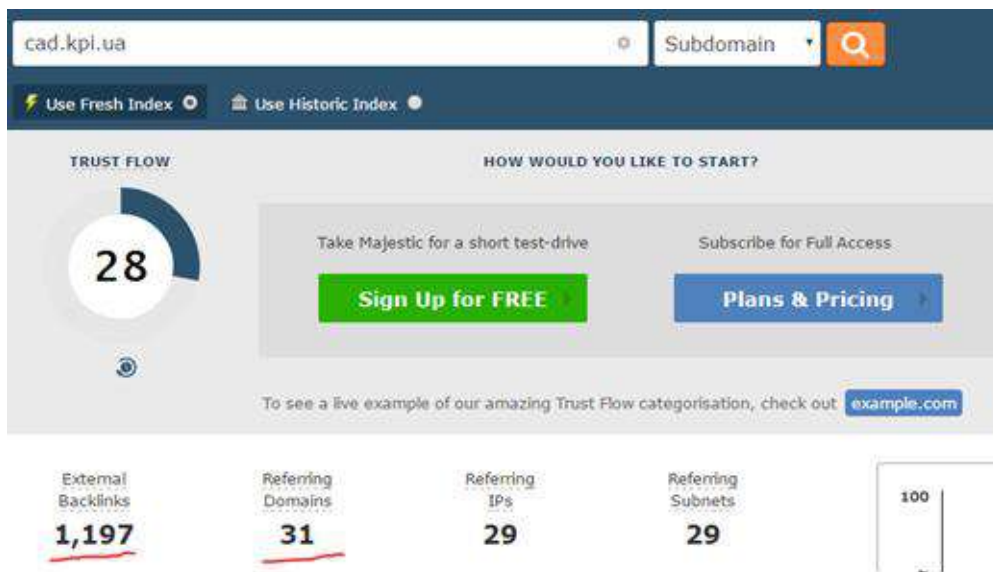 cad.kpi.ua
Subdomain
Use Fresh Index
Use Historic Index
TRUST FLOW
28
HOW WOULD YOU LIKE TO START?
Take Majestic for a short test-drive
Sign Up for FREE
Subscribe for Full Access
Plans & Pricing
To see a live example of our amazing Trust Flow categorisation, check out example.com
External
Backlinks
1,197
Referring
Domains
31
Referring
IPs
29
Referring
Subnets
29
100